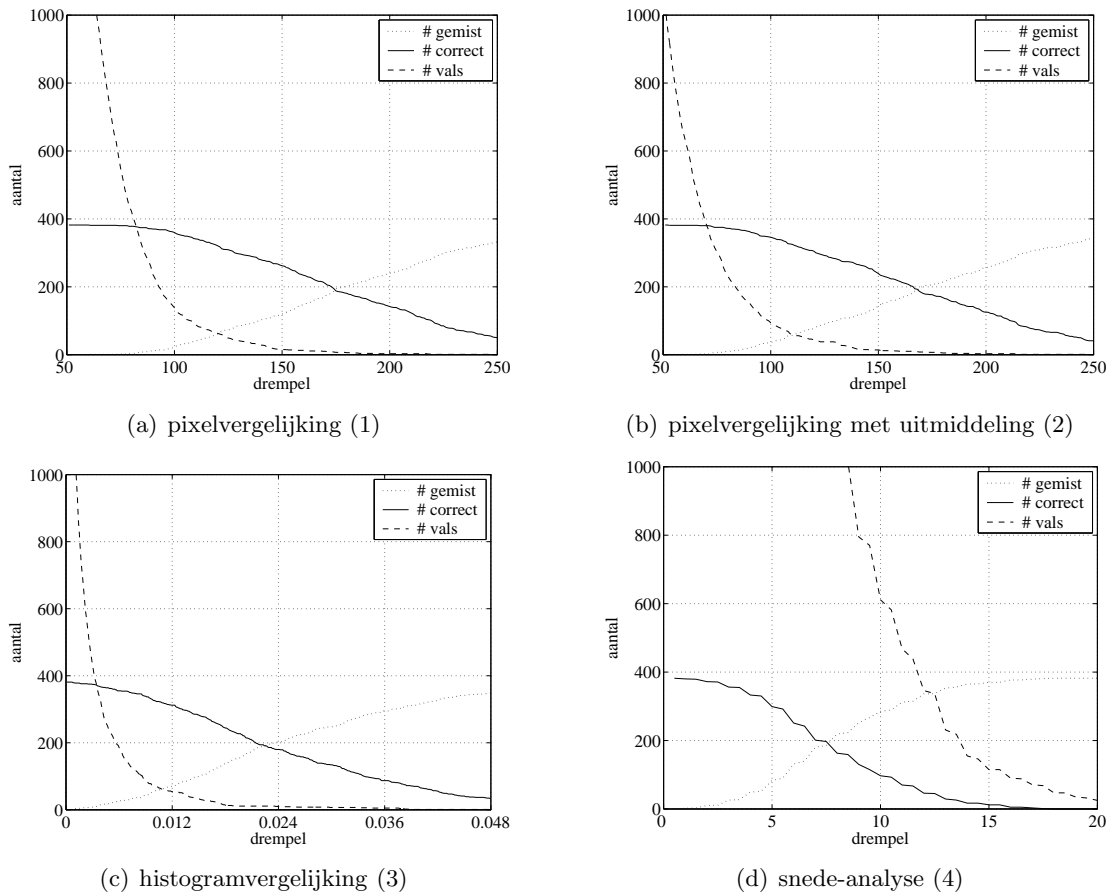 1000
800
600
400
200
0
aantal
50
100
150
200
250
drempel
# gemist
# correct
# vals
(a) pixelvergelijking (1)
1000
800
600
400
200
0
aantal
50
100
150
200
250
drempel
# gemist
# correct
# vals
(b) pixelvergelijking met uitmiddeling (2)
1000
800
600
400
200
0
aantal
0
0.012
0.024
0.036
0.048
drempel
# gemist
# correct
# vals
(c) histogramvergelijking (3)
1000
800
600
400
200
0
aantal
0
5
10
15
20
drempel
# gemist
# correct
# vals
(d) snede-analyse (4)